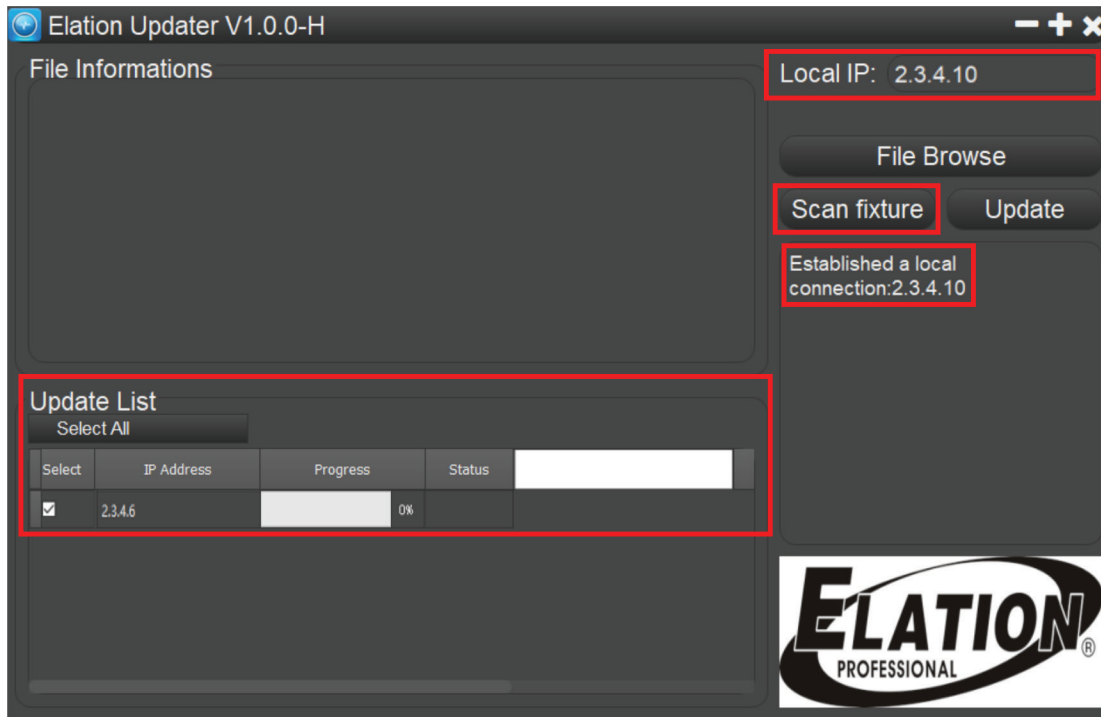 Elation Updater V1.0.0-H
File Informations
Local IP: 2.3.4.10
File Browse
Scan fixture
Update
Established a local
connection:2.3.4.10
Update List
Select All
Select IP Address Progress Status
2.3.4.6 0%
ELATION®
PROFESSIONAL